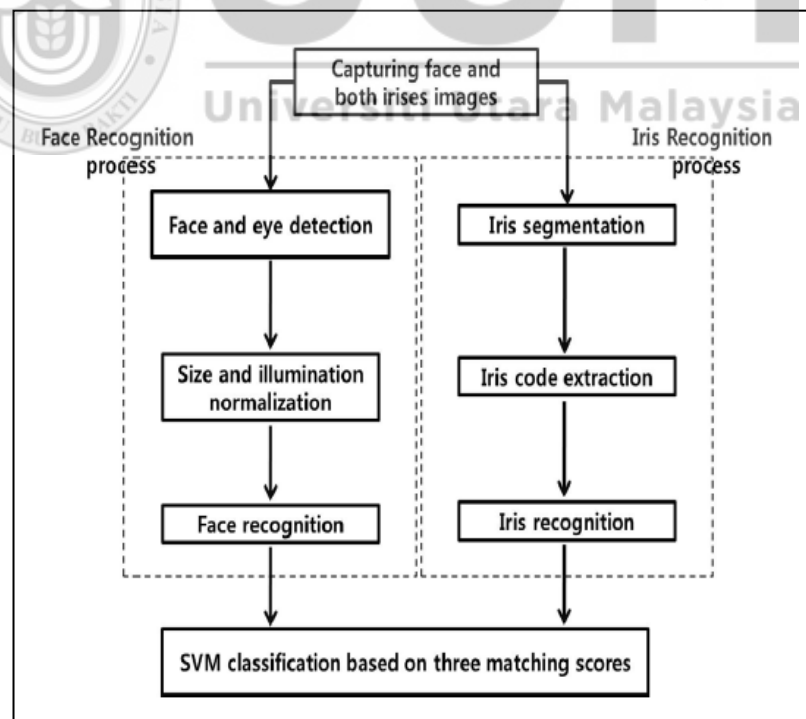 Capturing face and
both irises images
Universiti Utara Malaysia
Face Recognition
process
Iris Recognition
process
Face and eye detection
Iris segmentation
Size and illumination
normalization
Iris code extraction
Face recognition
Iris recognition
SVM classification based on three matching scores